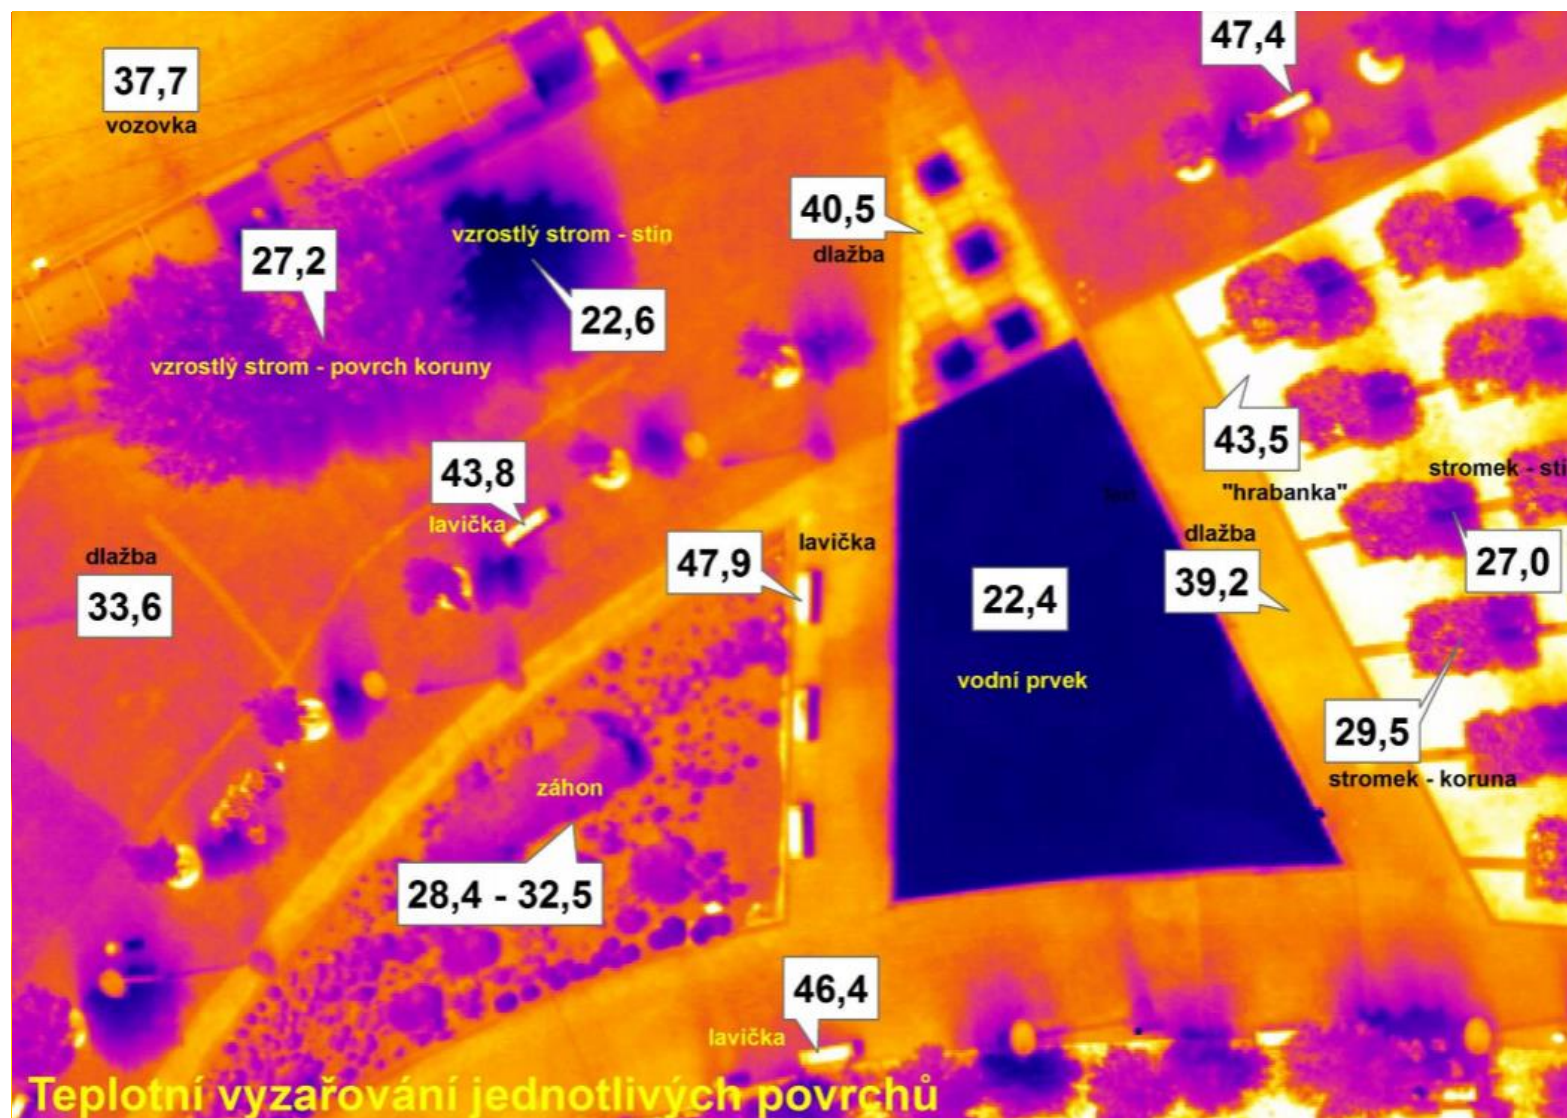 37,7
vozovka
47,4
40,5
dlažba
vzrostlý strom - stín
27,2
22,6
vzrostlý strom - povrch koruny
43,8
lavička
43,5
"hrabanka"
stromek - stí
dlažba
33,6
47,9
lavička
22,4
vodní prvek
dlažba
39,2
27,0
29,5
stromek - koruna
záhon
28,4 - 32,5
46,4
lavička
Teplotní vyzařování jednotlivých povrchů